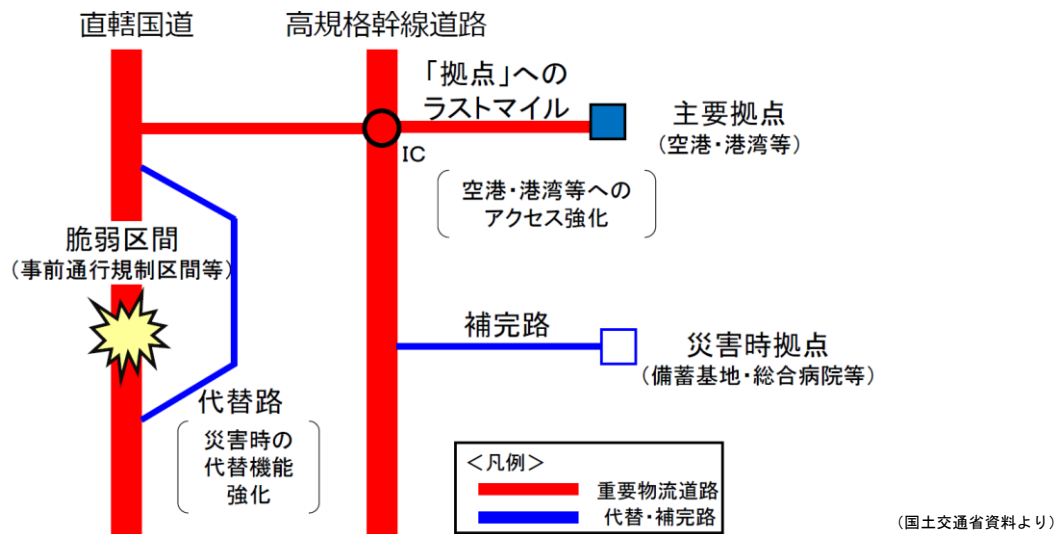 直轄国道
高規格幹線道路
「拠点」への
ラストマイル
主要拠点
（空港・港湾等）
IC
空港・港湾等への
アクセス強化
脆弱区間
（事前通行規制区間等）
補完路
災害時拠点
（備蓄基地・総合病院等）
代替路
災害時の
代替機能
強化
＜凡例＞
重要物流道路
代替・補完路
（国土交通省資料より）